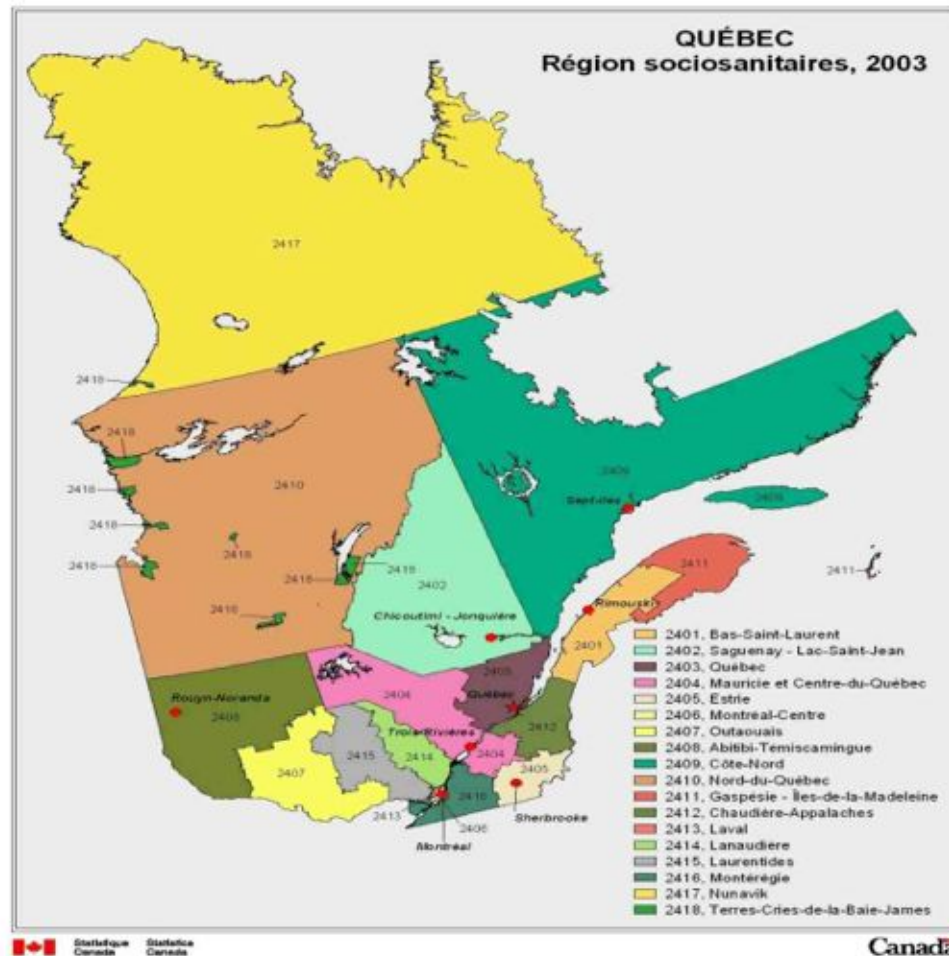 QUÉBEC
Région sociosanitaires, 2003
2417
2418
2418
2418
2410
2418
2418
2418
2418
2418
2418
2409
Sept-Iles
2409
2402
Chicoutimi - Jonquière
2411
2411
Rimouski
2401
2403
Québec
Rouyn-Noranda
2408
2404
Trois-Rivières
2404
2412
2407
2415
2414
2405
2416
2413
2406
Montréal
Sherbrooke
2401, Bas-Saint-Laurent
2402, Saguenay - Lac-Saint-Jean
2403, Québec
2404, Mauricie et Centre-du-Québec
2405, Estrie
2406, Montréal-Centre
2407, Outaouais
2408, Abitibi-Témiscamingue
2409, Côte-Nord
2410, Nord-du-Québec
2411, Gaspésie - Îles-de-la-Madeleine
2412, Chaudière-Appalaches
2413, Laval
2414, Lanaudière
2415, Laurentides
2416, Montérégie
2417, Nunavik
2418, Terres-Cries-de-la-Baie-James
Statistique Statistics
Canada Canada
Canada